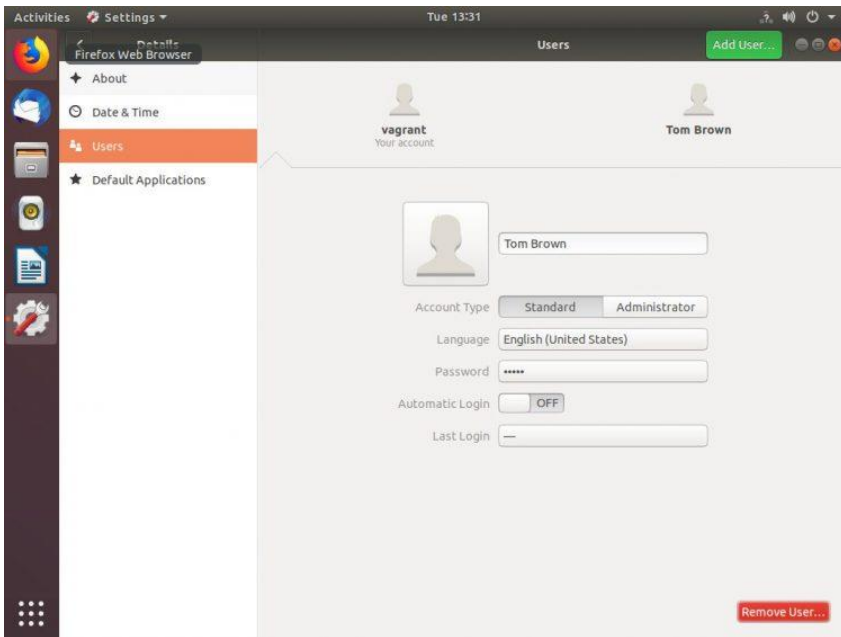 Activities Settings Tue 13:31
Details Users Add User...
Firefox Web Browser
About
Date & Time
Users
Default Applications
vagrant
Your account
Tom Brown
Tom Brown
Account Type Standard Administrator
Language English (United States)
Password •••••
Automatic Login OFF
Last Login —
Remove User...